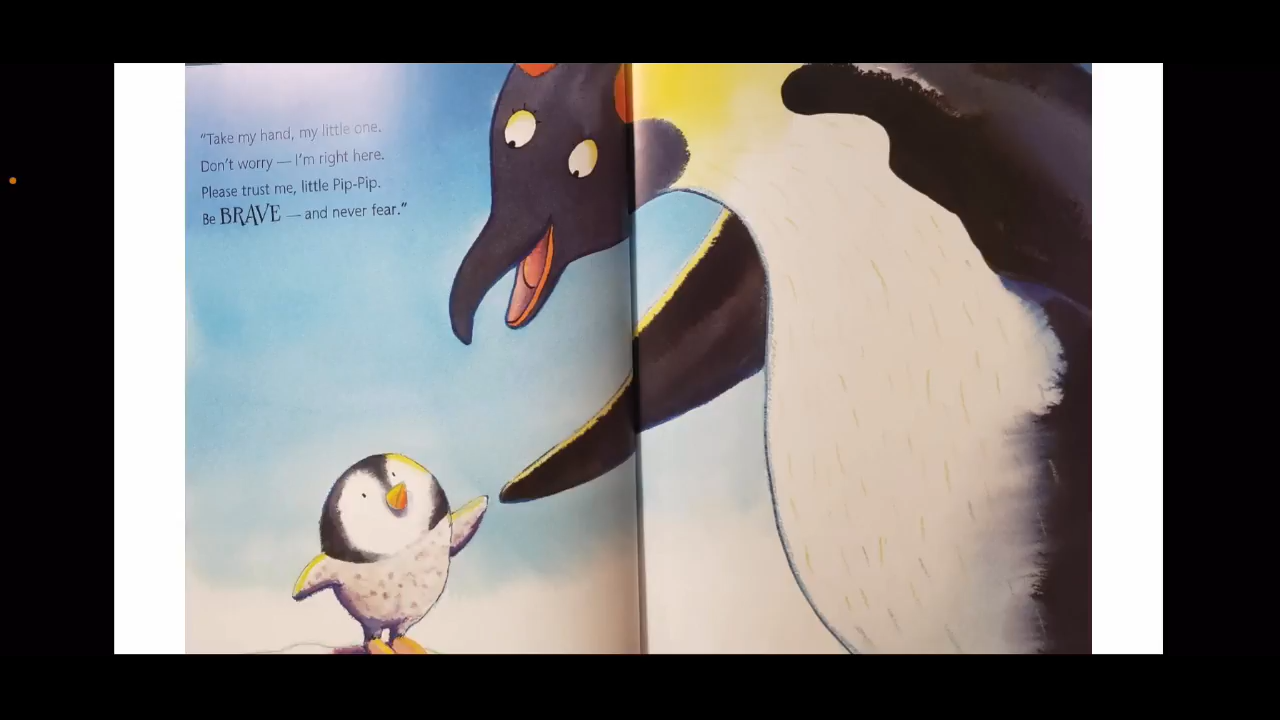 “Take my hand, my little one.
Don’t worry — I’m right here.
Please trust me, little Pip-Pip.
Be BRAVE — and never fear.”